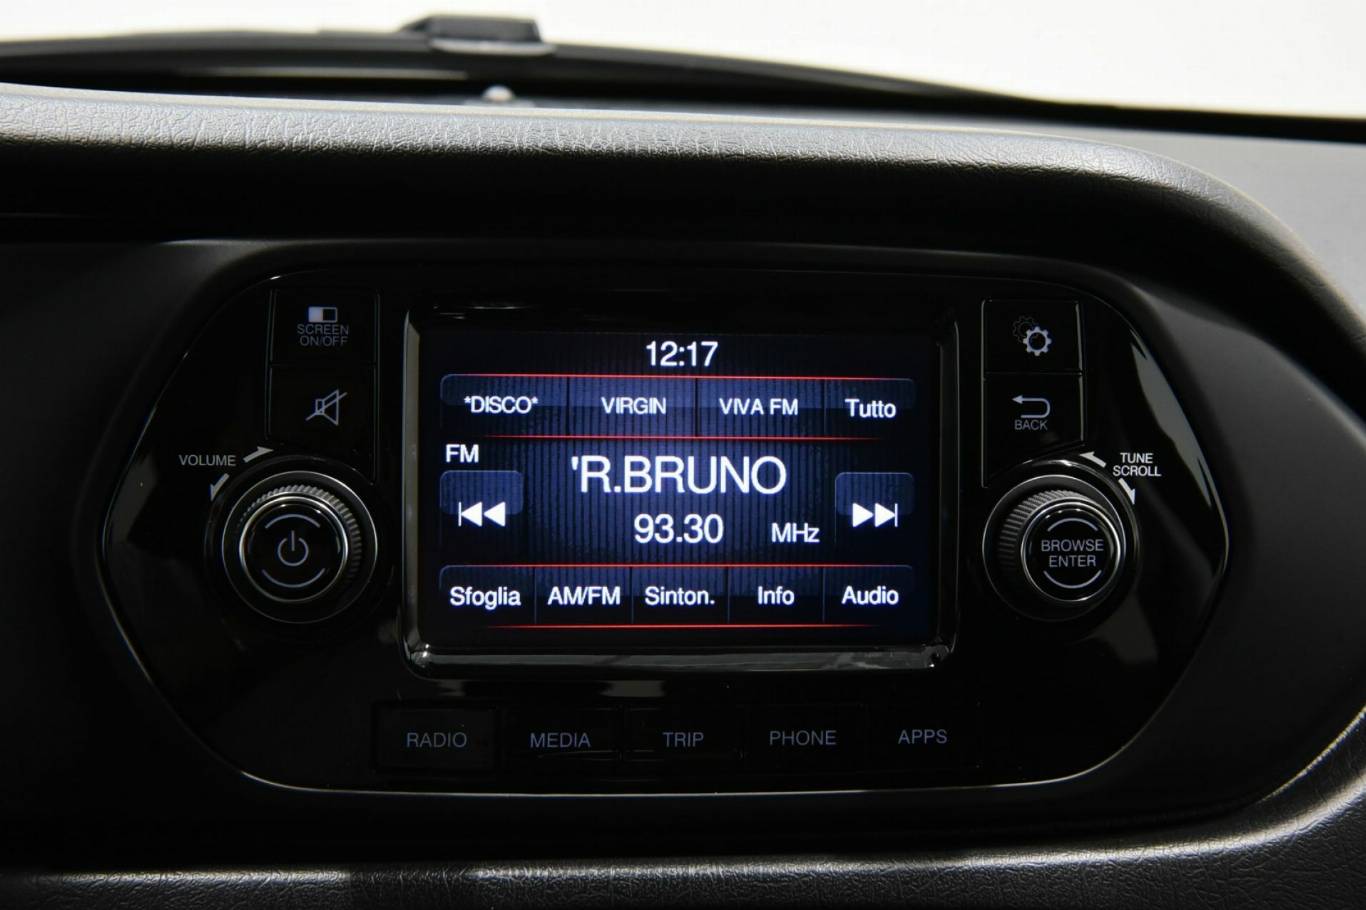 SCREEN
ON/OFF
VOLUME
12:17
*DISCO* VIRGIN VIVA FM Tutto
FM
'R.BRUNO
93.30 MHz
Sfoglia AM/FM Sinton. Info Audio
BACK
TUNE
SCROLL
BROWSE
ENTER
RADIO MEDIA TRIP PHONE APPS